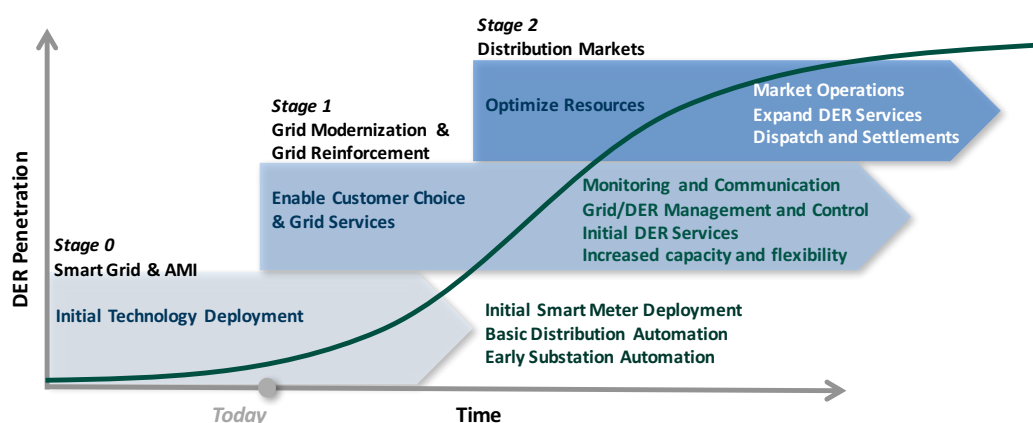 Stage 2
Distribution Markets
Optimize Resources
Market Operations
Expand DER Services
Dispatch and Settlements
Stage 1
Grid Modernization &
Grid Reinforcement
Enable Customer Choice
& Grid Services
Monitoring and Communication
Grid/DER Management and Control
Initial DER Services
Increased capacity and flexibility
Stage 0
Smart Grid & AMI
Initial Technology Deployment
Initial Smart Meter Deployment
Basic Distribution Automation
Early Substation Automation
DER Penetration
Today
Time